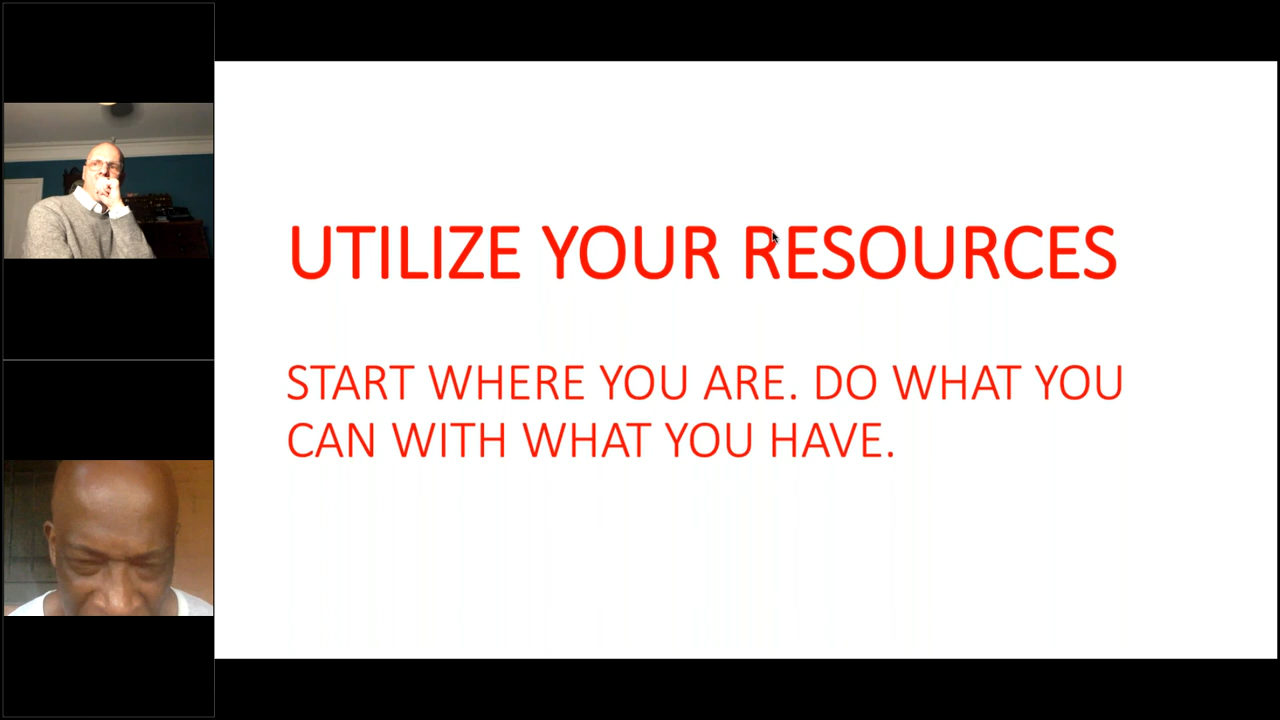 UTILIZE YOUR RESOURCES
START WHERE YOU ARE. DO WHAT YOU
CAN WITH WHAT YOU HAVE.